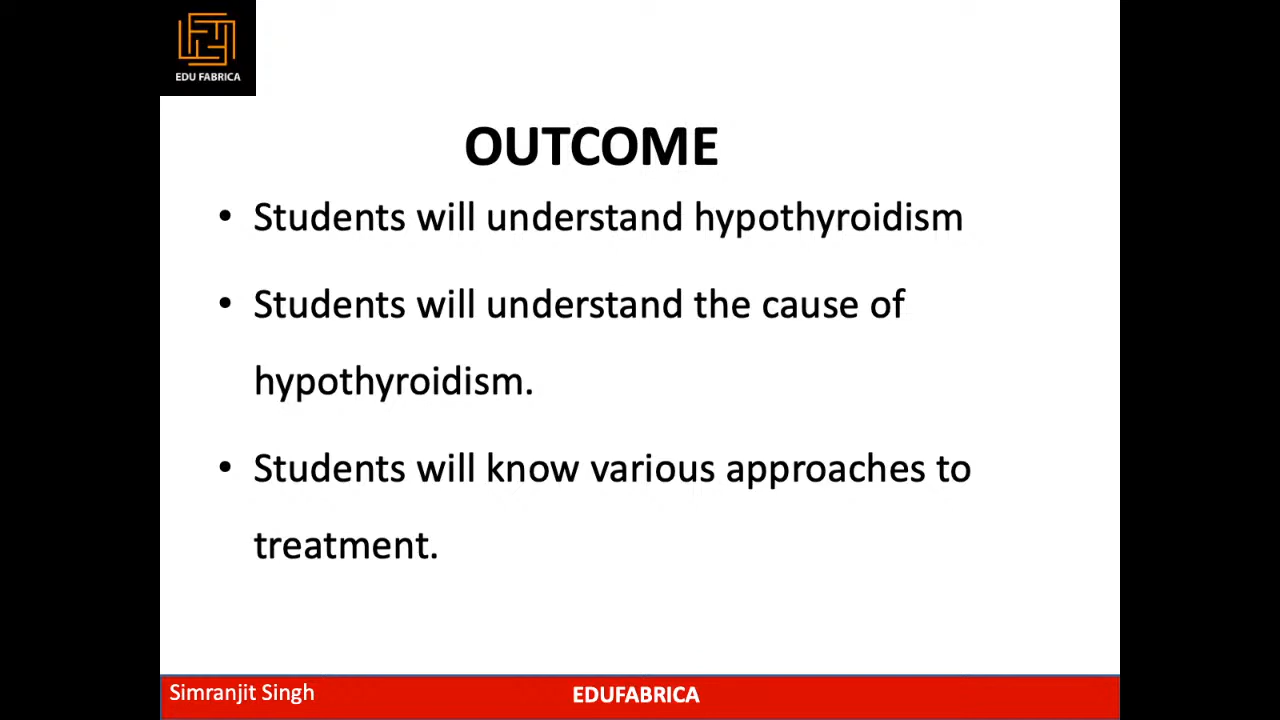 EDU FABRICA
OUTCOME
• Students will understand hypothyroidism
• Students will understand the cause of
hypothyroidism.
• Students will know various approaches to
treatment.
Simranjit Singh
EDUFABRICA